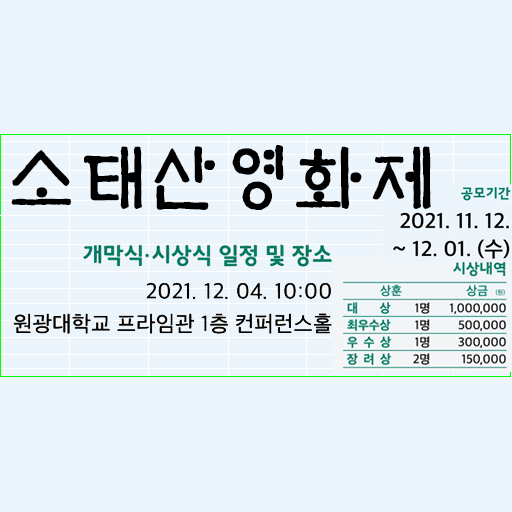 소태산영화제
공모기간
2021. 11. 12.
~ 12. 01. (수)
개막식·시상식 일정 및 장소
2021. 12. 04. 10:00
원광대학교 프라임관 1층 컨퍼런스홀
시상내역
상훈 상금 (원)
대 상 1명 1,000,000
최우수상 1명 500,000
우 수 상 1명 300,000
장 려 상 2명 150,000